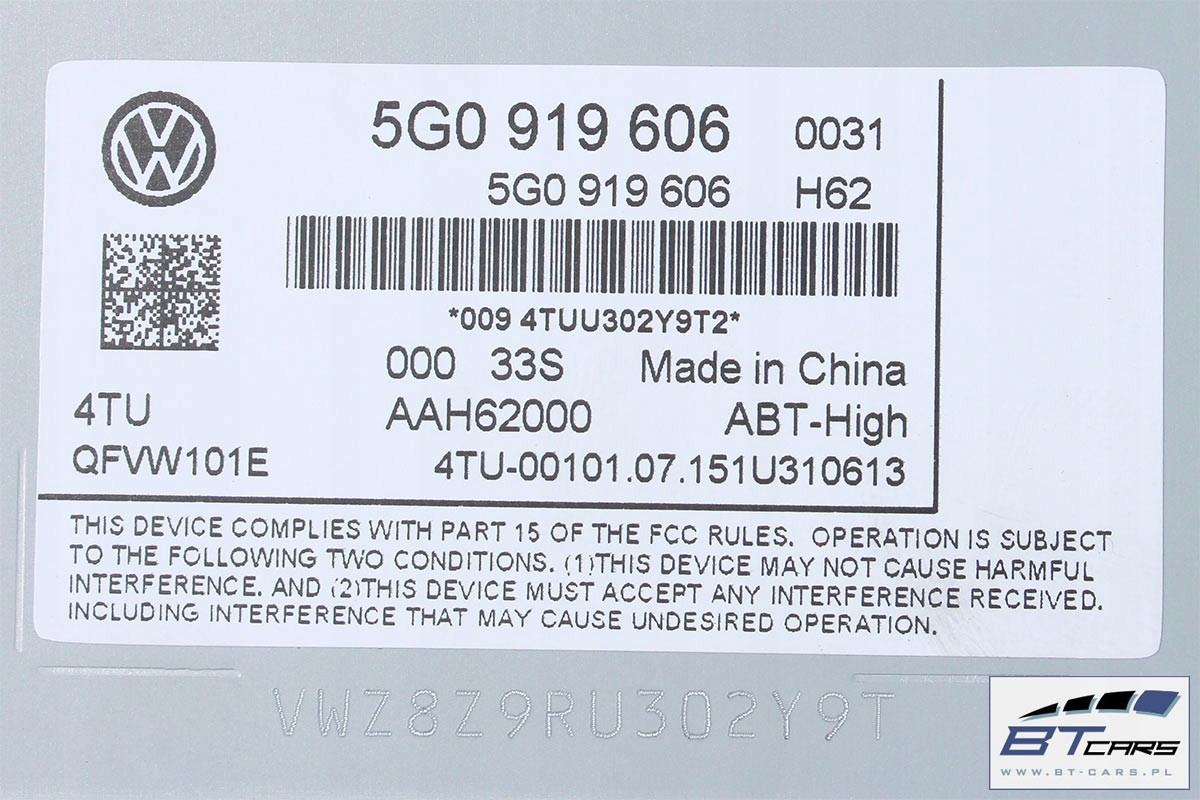 5G0 919 606 0031
5G0 919 606 H62
*009 4TUU302Y9T2*
000 33S Made in China
4TU AAH62000 ABT-High
QFVW101E 4TU-00101.07.151U310613
THIS DEVICE COMPLIES WITH PART 15 OF THE FCC RULES. OPERATION IS SUBJECT
TO THE FOLLOWING TWO CONDITIONS. (1)THIS DEVICE MAY NOT CAUSE HARMFUL
INTERFERENCE. AND (2)THIS DEVICE MUST ACCEPT ANY INTERFERENCE RECEIVED.
INCLUDING INTERFERENCE THAT MAY CAUSE UNDESIRED OPERATION.
VWZ8Z9RU302Y9T
BT CARS
WWW.BT-CARS.PL